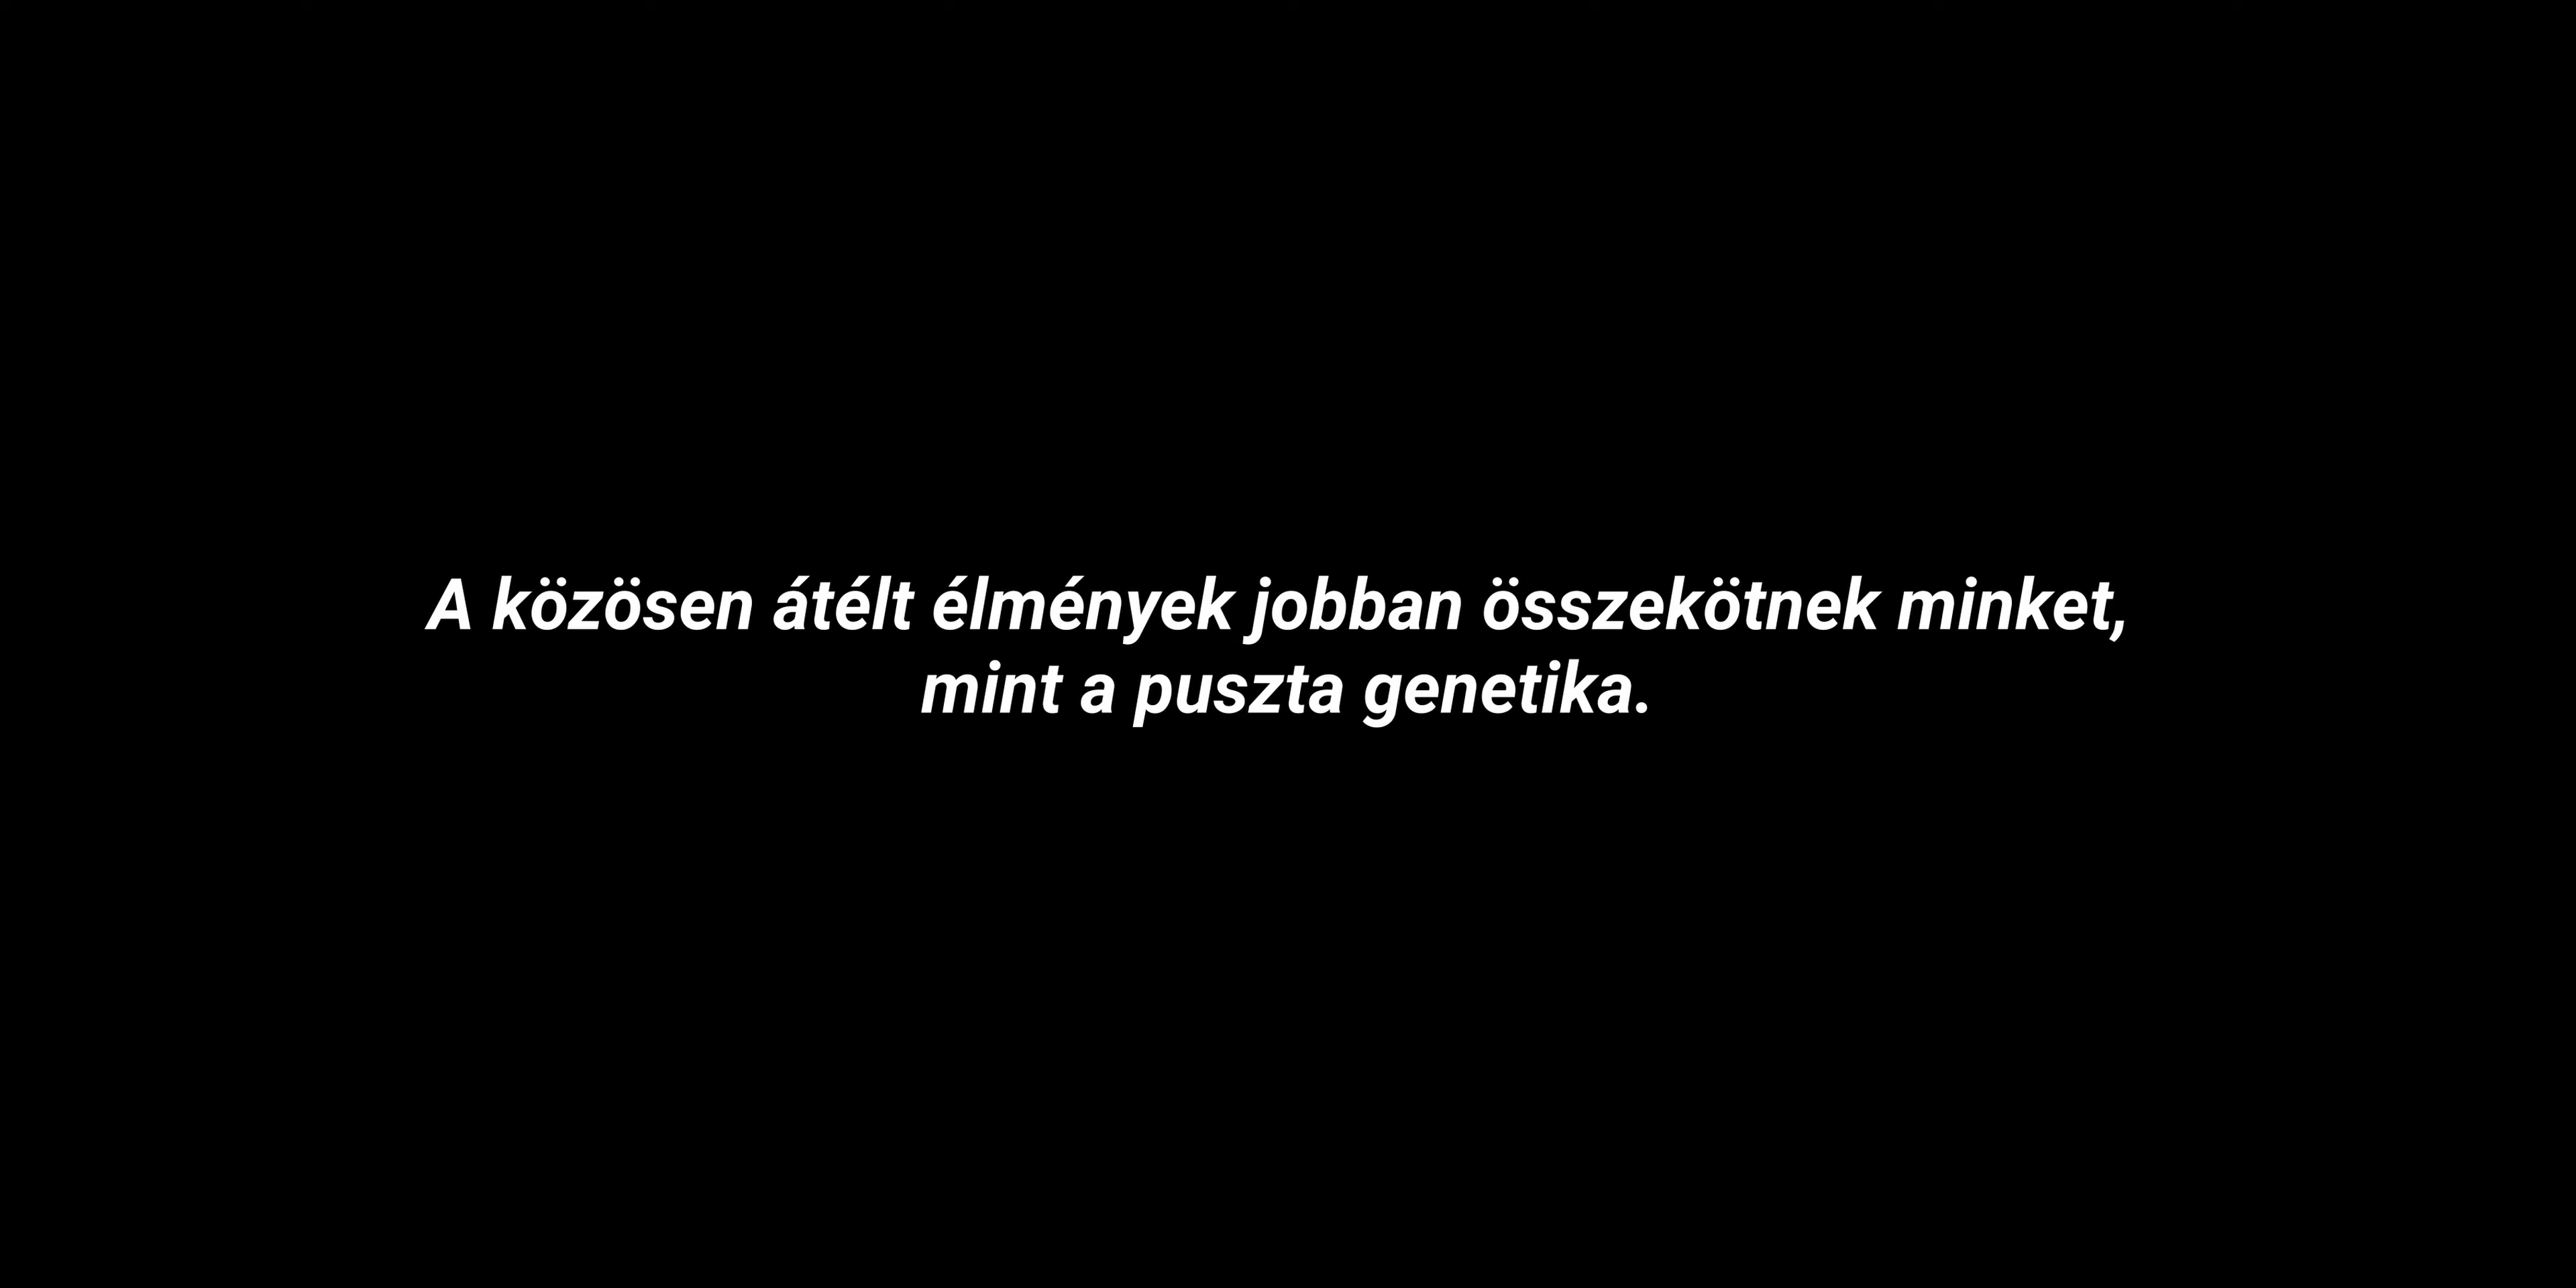 A közösen átélt élmények jobban összekötnek minket,
mint a puszta genetika.